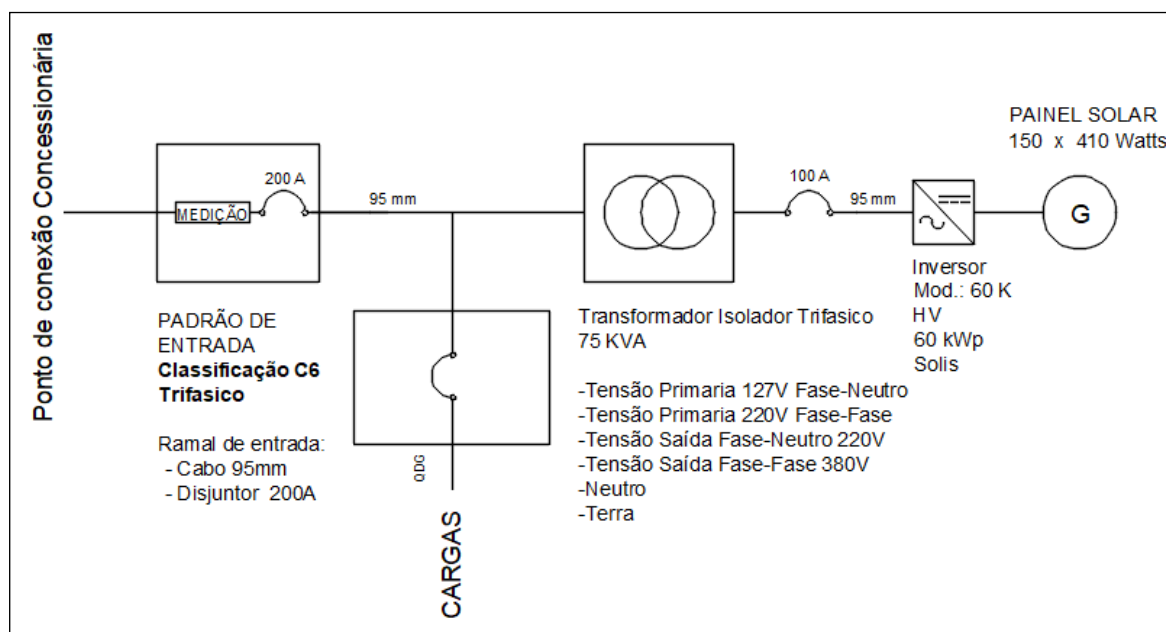 Ponto de conexão Concessionária
MEDIÇÃO
200 A
95 mm
PADRÃO DE
ENTRADA
Classificação C6
Trifasico
Ramal de entrada:
- Cabo 95mm
- Disjuntor 200A
QDG
CARGAS
Transformador Isolador Trifasico
75 KVA
-Tensão Primaria 127V Fase-Neutro
-Tensão Primaria 220V Fase-Fase
-Tensão Saída Fase-Neutro 220V
-Tensão Saída Fase-Fase 380V
-Neutro
-Terra
100 A
95 mm
Inversor
Mod.: 60 K
HV
60 kWp
Solis
PAINEL SOLAR
150 x 410 Watts
G